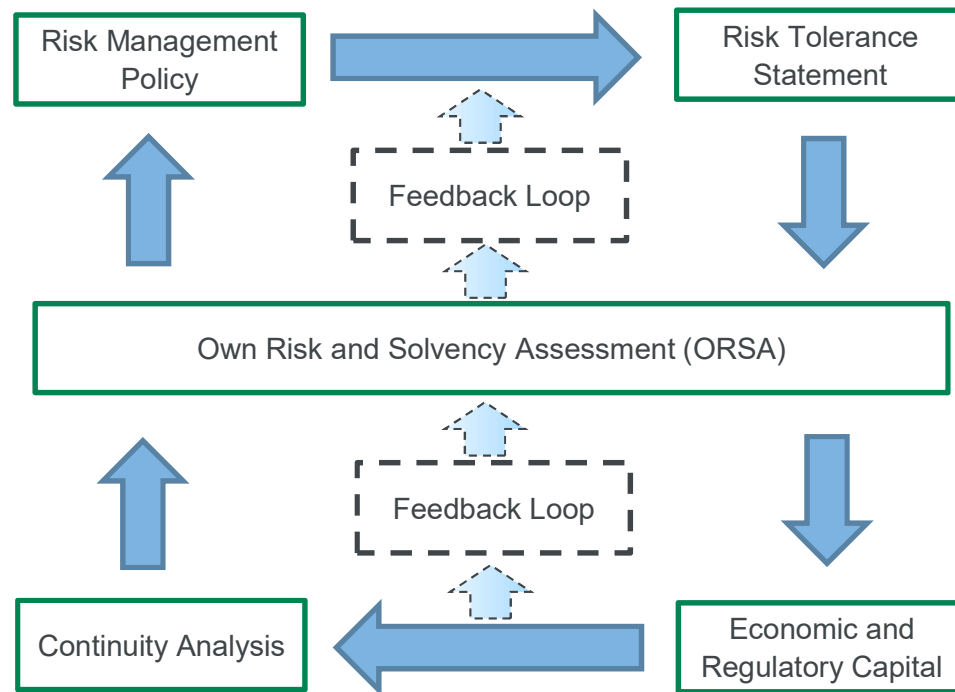 Risk Management
Policy
Risk Tolerance
Statement
Feedback Loop
Own Risk and Solvency Assessment (ORSA)
Feedback Loop
Continuity Analysis
Economic and
Regulatory Capital